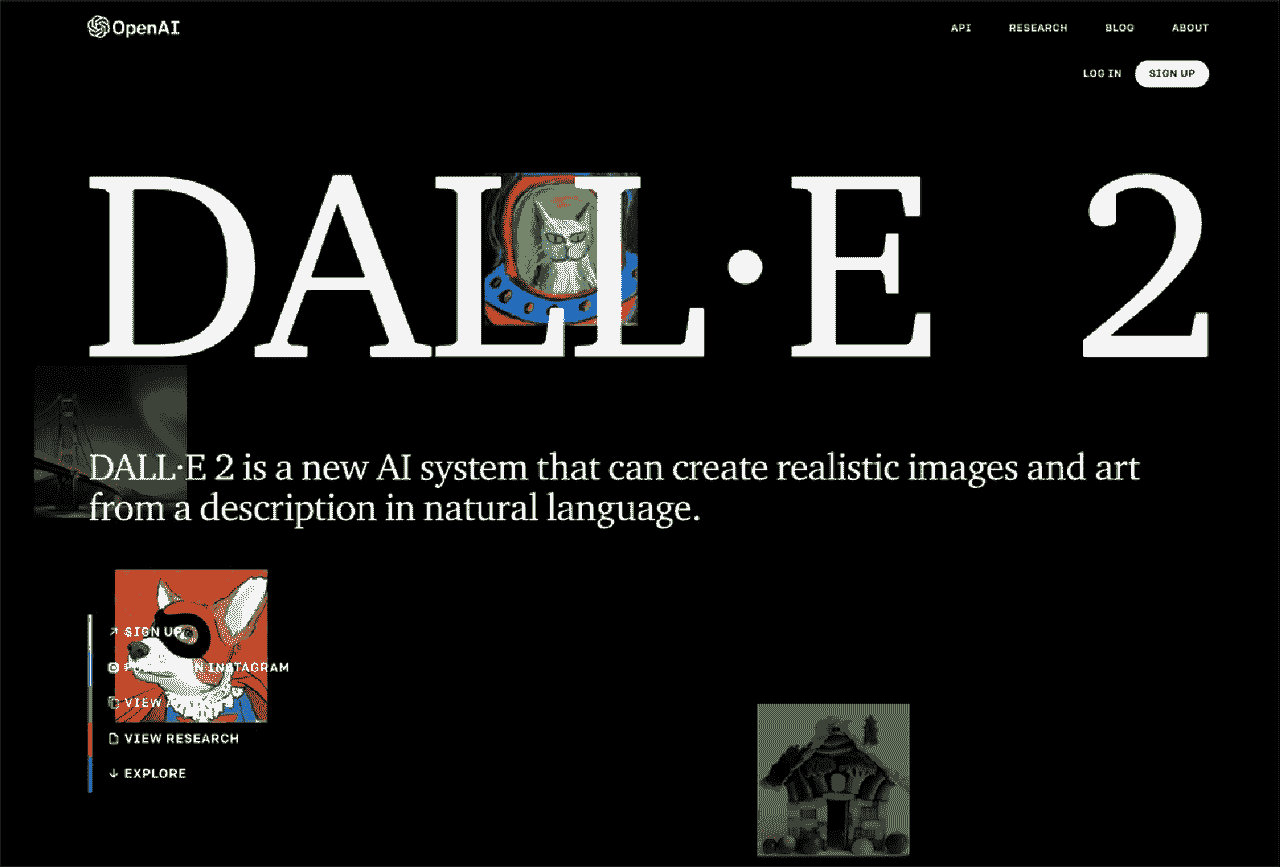 OpenAI
API RESEARCH BLOG ABOUT
LOG IN SIGN UP
DALL·E 2
DALL·E 2 is a new AI system that can create realistic images and art
from a description in natural language.
SIGN UP
INSTAGRAM
VIEW
VIEW RESEARCH
EXPLORE